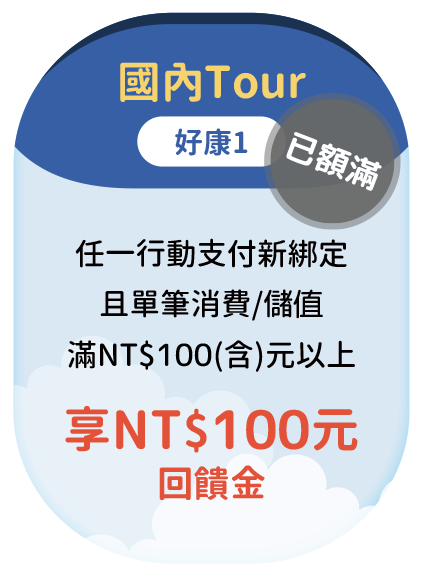 國內Tour
好康1
已額滿
任一行動支付新綁定
且單筆消費/儲值
滿NT$100(含)元以上
享NT$100元
回饋金